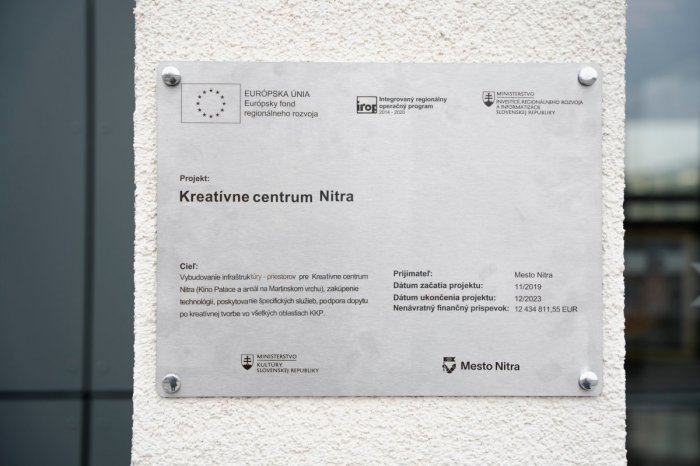 EURÓPSKA ÚNIA
Európsky fond
regionálneho rozvoja
irop
Integrovaný regionálny
operačný program
2014 - 2020
MINISTERSTVO
INVESTÍCIÍ, REGIONÁLNEHO ROZVOJA
A INFORMATIZÁCIE
SLOVENSKEJ REPUBLIKY
Projekt:
Kreatívne centrum Nitra
Cieľ:
Vybudovanie infraštruktúry - priestorov pre Kreatívne centrum
Nitra (Kino Palace a areál na Martinskom vrchu), zakúpenie
technológií, poskytovanie špecifických služieb, podpora dopytu
po kreatívnej tvorbe vo všetkých oblastiach KKP.
Prijímateľ: Mesto Nitra
Dátum začatia projektu: 11/2019
Dátum ukončenia projektu: 12/2023
Nenávratný finančný príspevok: 12 434 811,55 EUR
MINISTERSTVO
KULTÚRY
SLOVENSKEJ REPUBLIKY
Mesto Nitra